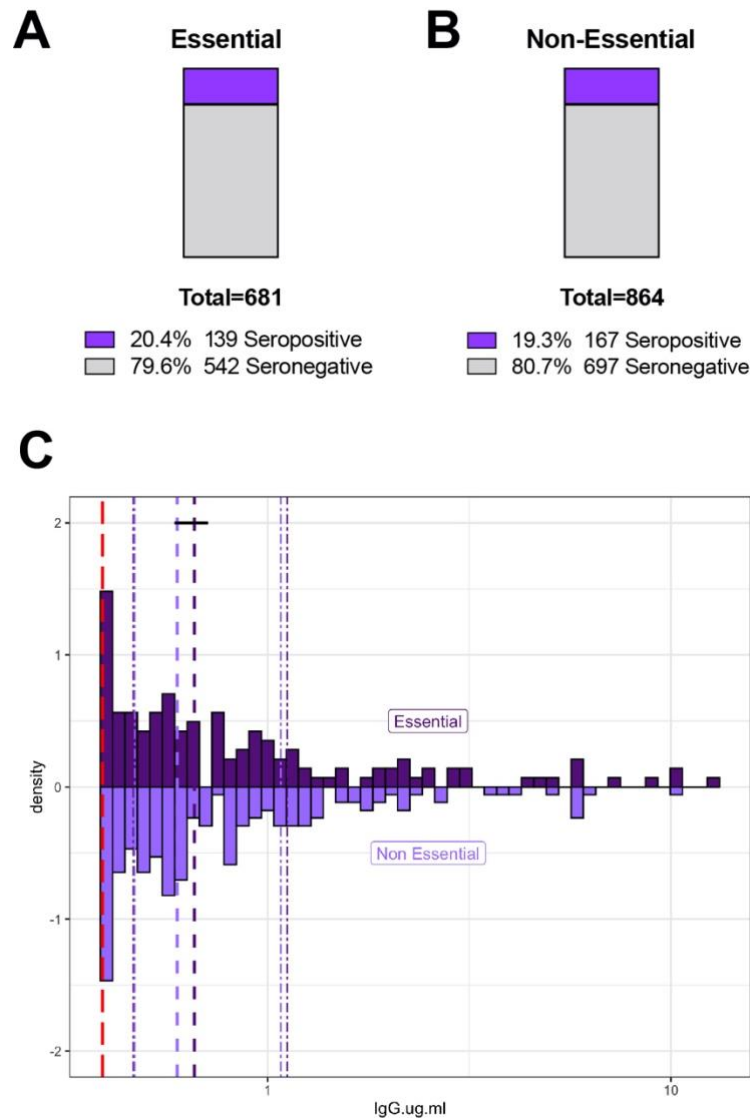 A
Essential
Total=681
20.4% 139 Seropositive
79.6% 542 Seronegative
B
Non-Essential
Total=864
19.3% 167 Seropositive
80.7% 697 Seronegative
C
2
1
0
-1
-2
density
Essential
Non Essential
1
10
IgG.ug.ml